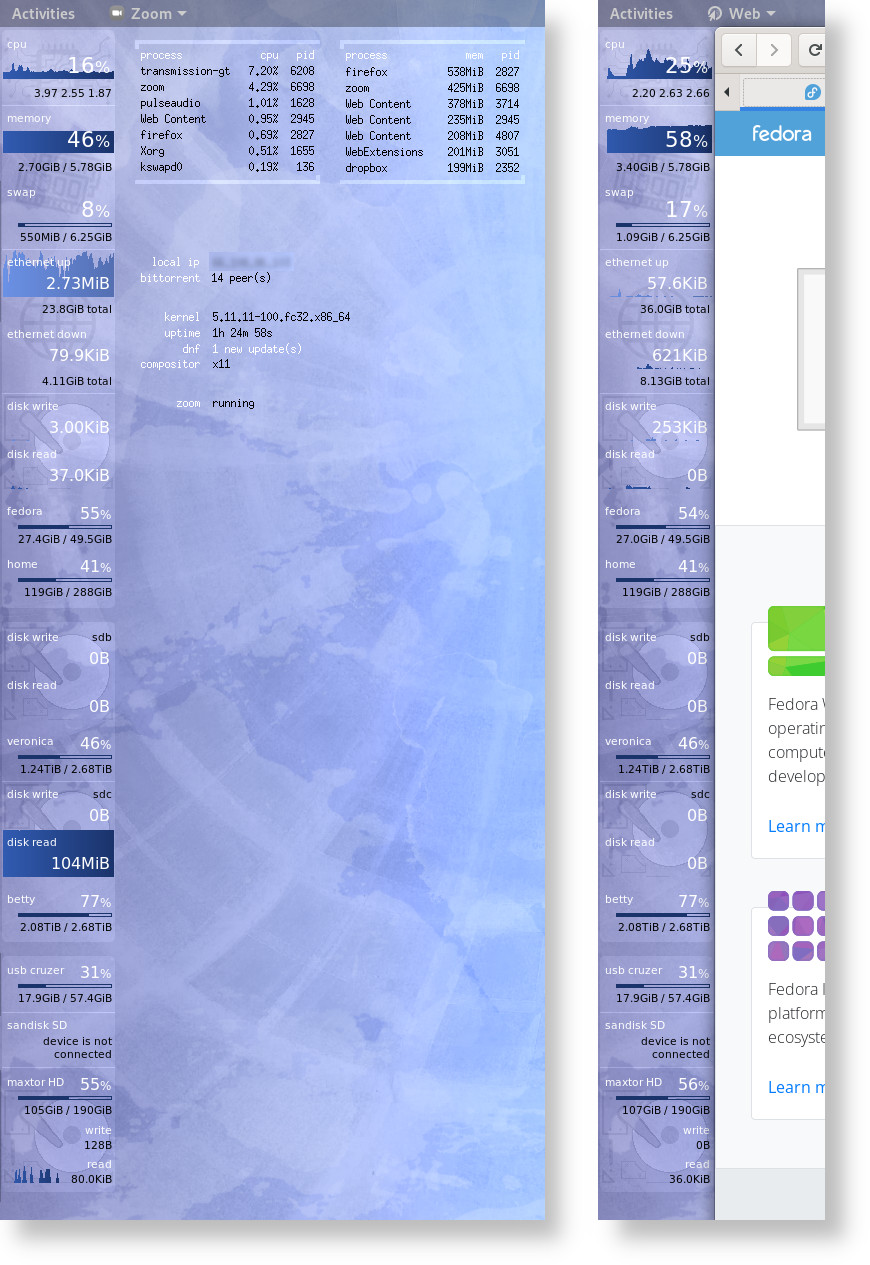 Activities Zoom
cpu
16%
3.97 2.55 1.87
memory
46%
2.70GiB / 5.78GiB
swap
8%
550MiB / 6.25GiB
ethernet up
2.73MiB
23.8GiB total
ethernet down
79.9KiB
4.11GiB total
disk write
3.00KiB
disk read
37.0KiB
fedora 55%
27.4GiB / 49.5GiB
home 41%
119GiB / 288GiB
disk write sdb
0B
disk read
0B
veronica 46%
1.24TiB / 2.68TiB
disk write sdc
0B
disk read
104MiB
betty 77%
2.08TiB / 2.68TiB
usb cruzer 31%
17.9GiB / 57.4GiB
sandisk SD
device is not
connected
maxtor HD 55%
105GiB / 190GiB
write
128B
read
80.0KiB
process cpu pid
transmission-gt 7.20% 6208
zoom 4.29% 6698
pulseaudio 1.01% 1628
Web Content 0.95% 2945
firefox 0.69% 2827
Xorg 0.51% 1655
kswapd0 0.19% 136
process mem pid
firefox 538MiB 2827
zoom 425MiB 6698
Web Content 378MiB 3714
Web Content 235MiB 2945
Web Content 208MiB 4807
WebExtensions 201MiB 3051
dropbox 199MiB 2352
local ip
bittorrent 14 peer(s)
kernel 5.11.11-100.fc32.x86_64
uptime 1h 24m 58s
dnf 1 new update(s)
compositor x11
zoom running
Activities Web
cpu
25%
2.20 2.63 2.66
memory
58%
3.40GiB / 5.78GiB
swap
17%
1.09GiB / 6.25GiB
ethernet up
57.6KiB
36.0GiB total
ethernet down
621KiB
8.13GiB total
disk write
253KiB
disk read
0B
fedora 54%
27.0GiB / 49.5GiB
home 41%
119GiB / 288GiB
disk write sdb
0B
disk read
0B
veronica 46%
1.24TiB / 2.68TiB
disk write sdc
0B
disk read
0B
betty 77%
2.08TiB / 2.68TiB
usb cruzer 31%
17.9GiB / 57.4GiB
sandisk SD
device is not
connected
maxtor HD 56%
107GiB / 190GiB
write
0B
read
36.0KiB
fedora
Fedora
operatin
compute
develop
Learn m
Fedora
platform
ecosyste
Learn m